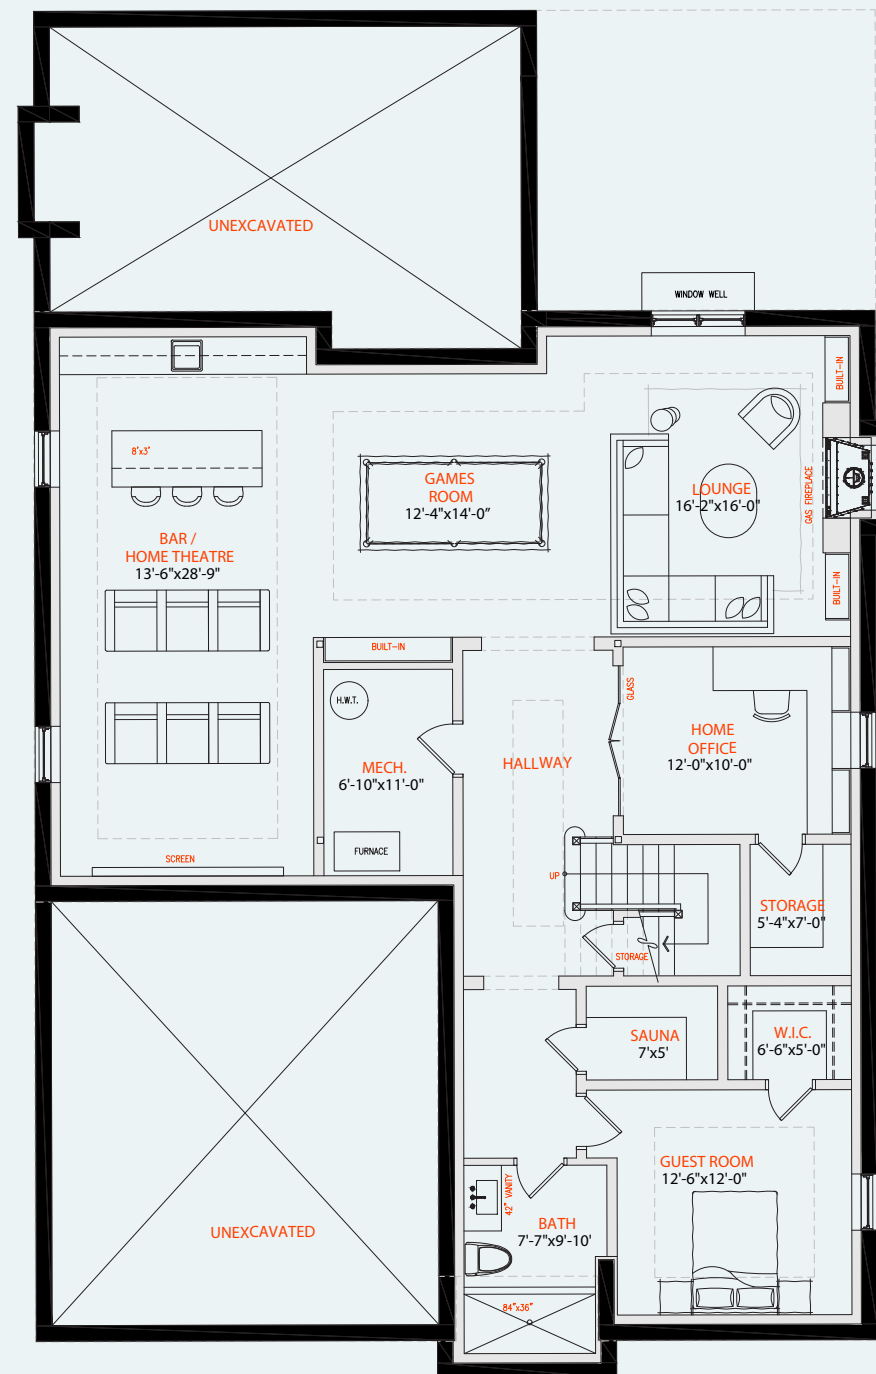 UNEXCAVATED
WINDOW WELL
BUILT-IN
8'x3'
GAMES
ROOM
12'-4"x14'-0"
LOUNGE
16'-2"x16'-0"
GAS FIREPLACE
BAR /
HOME THEATRE
13'-6"x28'-9"
BUILT-IN
BUILT-IN
GLASS
H.W.T.
HOME
OFFICE
12'-0"x10'-0"
HALLWAY
MECH.
6'-10"x11'-0"
FURNACE
SCREEN
UP
STORAGE
5'-4"x7'-0"
STORAGE
SAUNA
7'x5'
W.I.C.
6'-6"x5'-0"
GUEST ROOM
12'-6"x12'-0"
42" VANITY
BATH
7'-7"x9'-10'
UNEXCAVATED
84"x36"